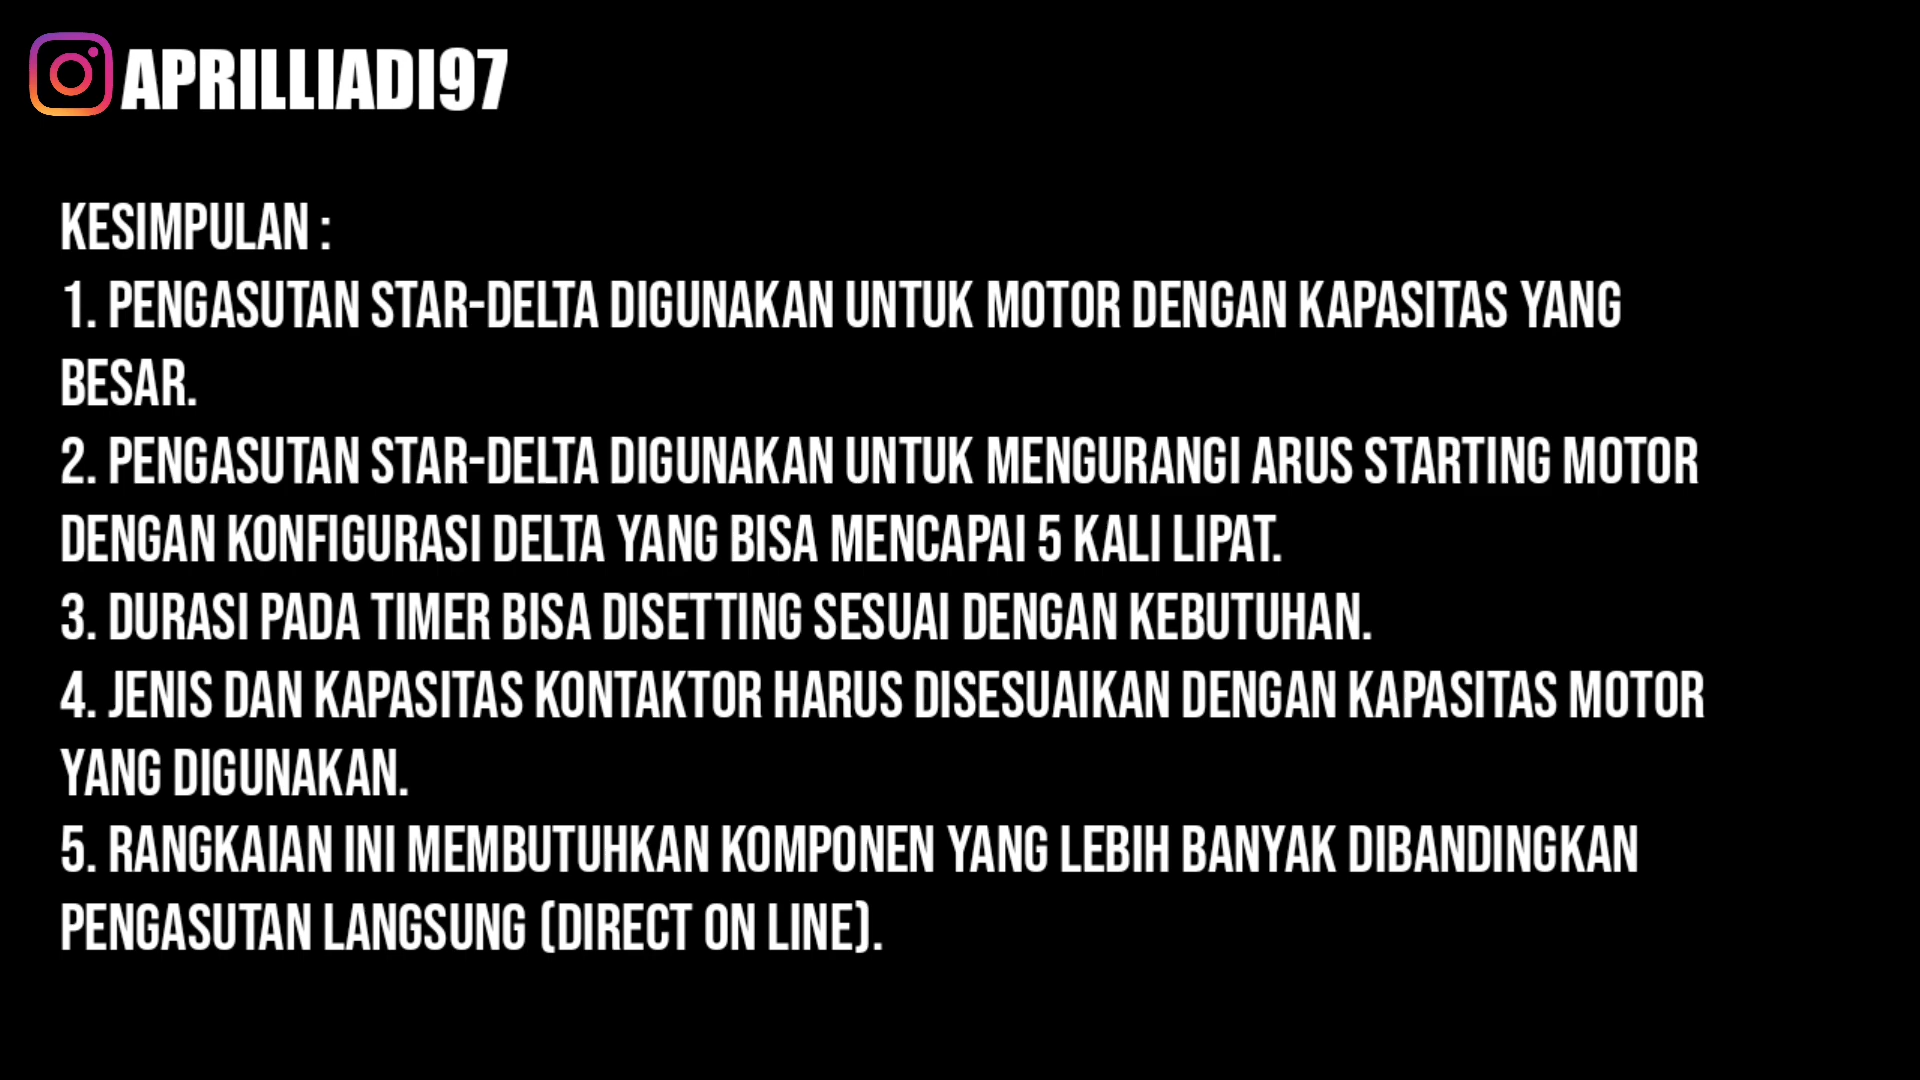 APRILLIADI97
KESIMPULAN :
1. PENGASUTAN STAR-DELTA DIGUNAKAN UNTUK MOTOR DENGAN KAPASITAS YANG
BESAR.
2. PENGASUTAN STAR-DELTA DIGUNAKAN UNTUK MENGURANGI ARUS STARTING MOTOR
DENGAN KONFIGURASI DELTA YANG BISA MENCAPAI 5 KALI LIPAT.
3. DURASI PADA TIMER BISA DISETTING SESUAI DENGAN KEBUTUHAN.
4. JENIS DAN KAPASITAS KONTAKTOR HARUS DISESUAIKAN DENGAN KAPASITAS MOTOR
YANG DIGUNAKAN.
5. RANGKAIAN INI MEMBUTUHKAN KOMPONEN YANG LEBIH BANYAK DIBANDINGKAN
PENGASUTAN LANGSUNG (DIRECT ON LINE).